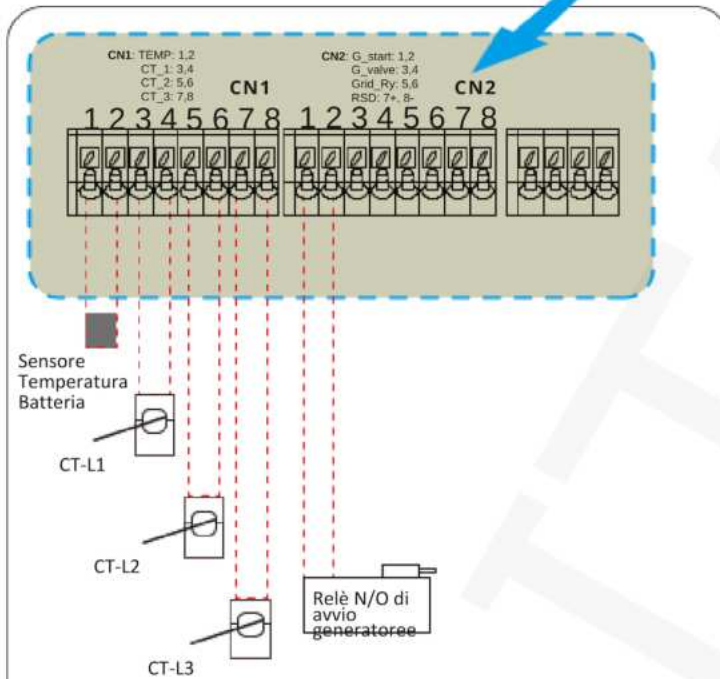 CN1: TEMP: 1,2
CT_1: 3,4
CT_2: 5,6
CT_3: 7,8
CN1
CN2: G_start: 1,2
G_valve: 3,4
Grid_Ry: 5,6
RSD: 7+, 8-
CN2
1 2 3 4 5 6 7 8
1 2 3 4 5 6 7 8
Sensore
Temperatura
Batteria
CT-L1
CT-L2
CT-L3
Relè N/O di
avvio
generatoree